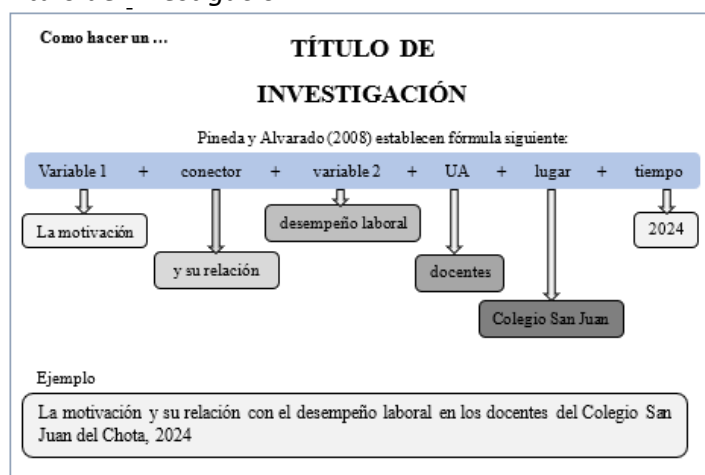 Como hacer un ...
TÍTULO DE
INVESTIGACIÓN
Pineda y Alvarado (2008) establecen fórmula siguiente:
Variable 1 + conector + variable 2 + UA + lugar + tiempo
La motivación
y su relación
desempeño laboral
docentes
Colegio San Juan
2024
Ejemplo
La motivación y su relación con el desempeño laboral en los docentes del Colegio San
Juan del Chota, 2024